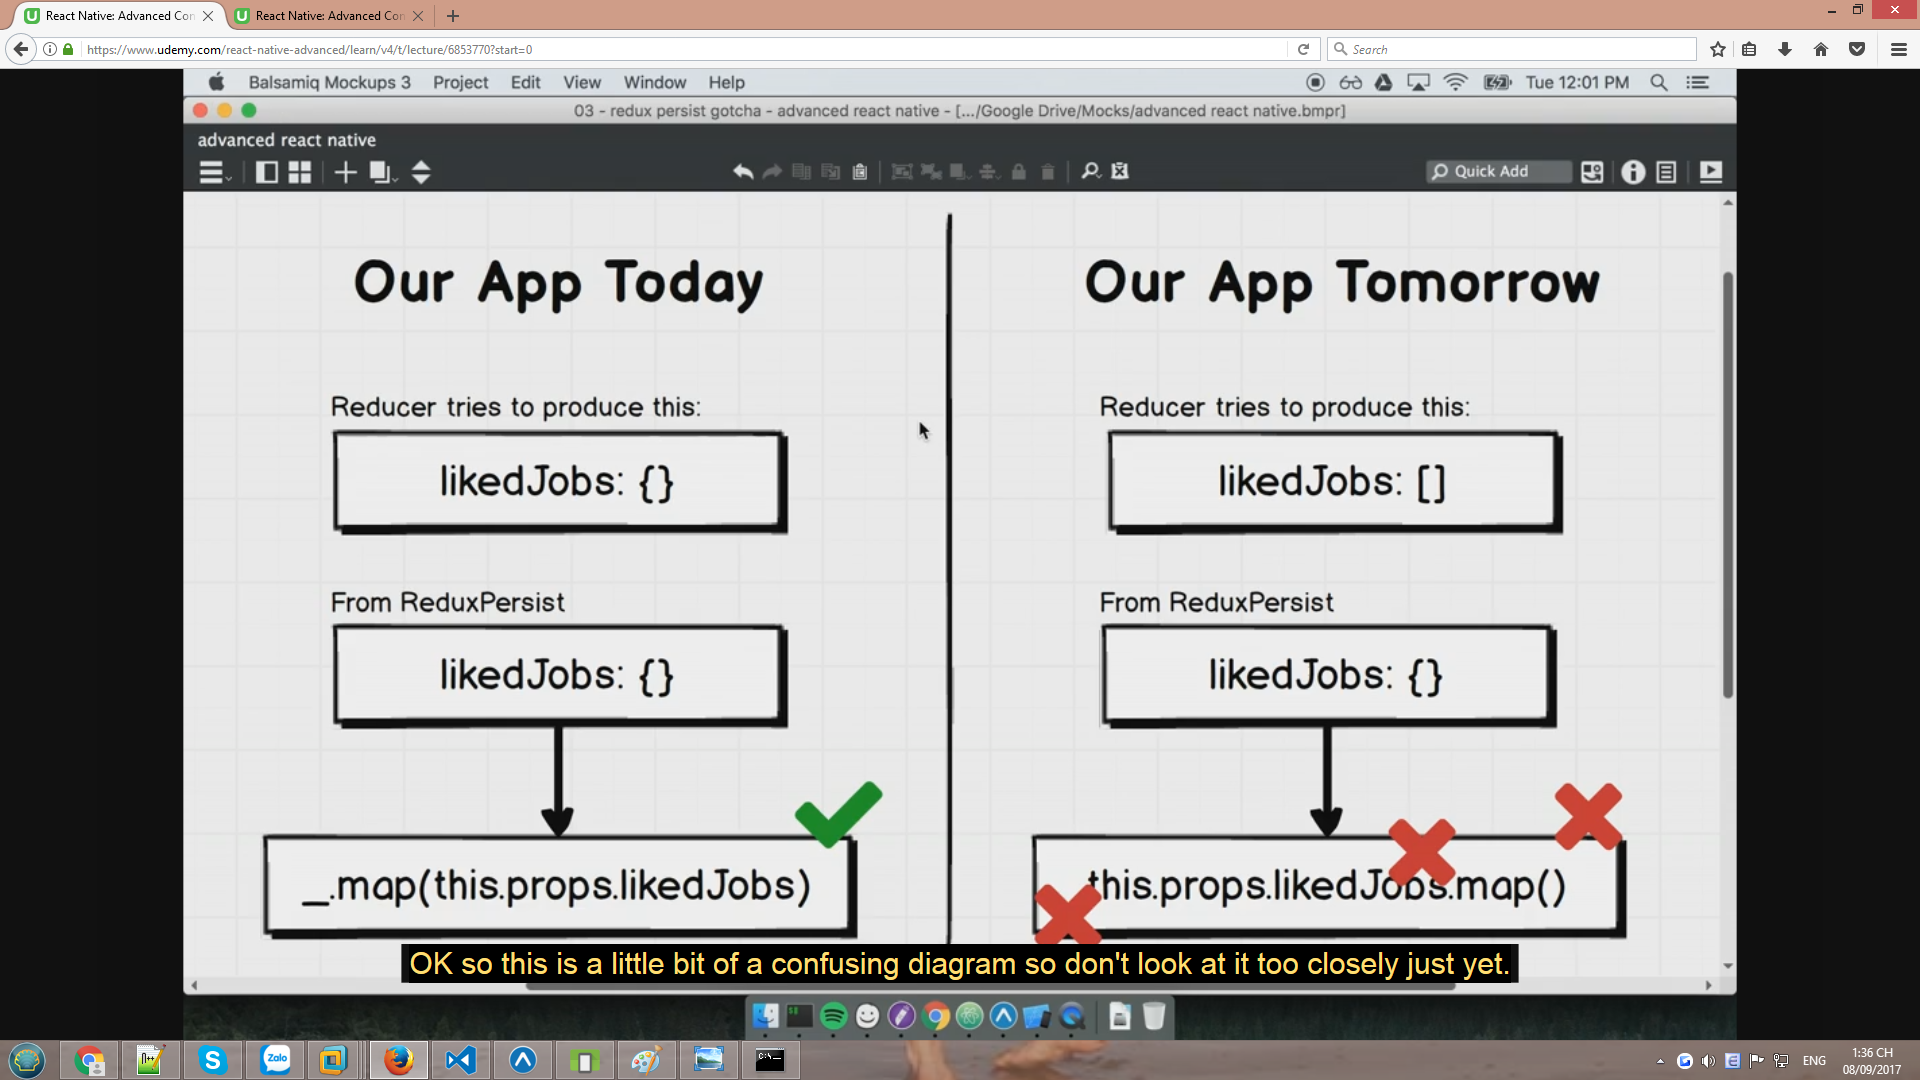 React Native: Advanced Con
React Native: Advanced Con
https://www.udemy.com/react-native-advanced/learn/v4/t/lecture/6853770?start=0
Search
Balsamiq Mockups 3 Project Edit View Window Help
Tue 12:01 PM
03 - redux persist gotcha - advanced react native - [.../Google Drive/Mocks/advanced react native.bmpr]
advanced react native
Quick Add
Our App Today
Our App Tomorrow
Reducer tries to produce this:
Reducer tries to produce this:
likedJobs: {}
likedJobs: []
From ReduxPersist
From ReduxPersist
likedJobs: {}
likedJobs: {}
_.map(this.props.likedJobs)
this.props.likedJobs.map()
OK so this is a little bit of a confusing diagram so don't look at it too closely just yet.
Zalo
ENG
1:36 CH
08/09/2017